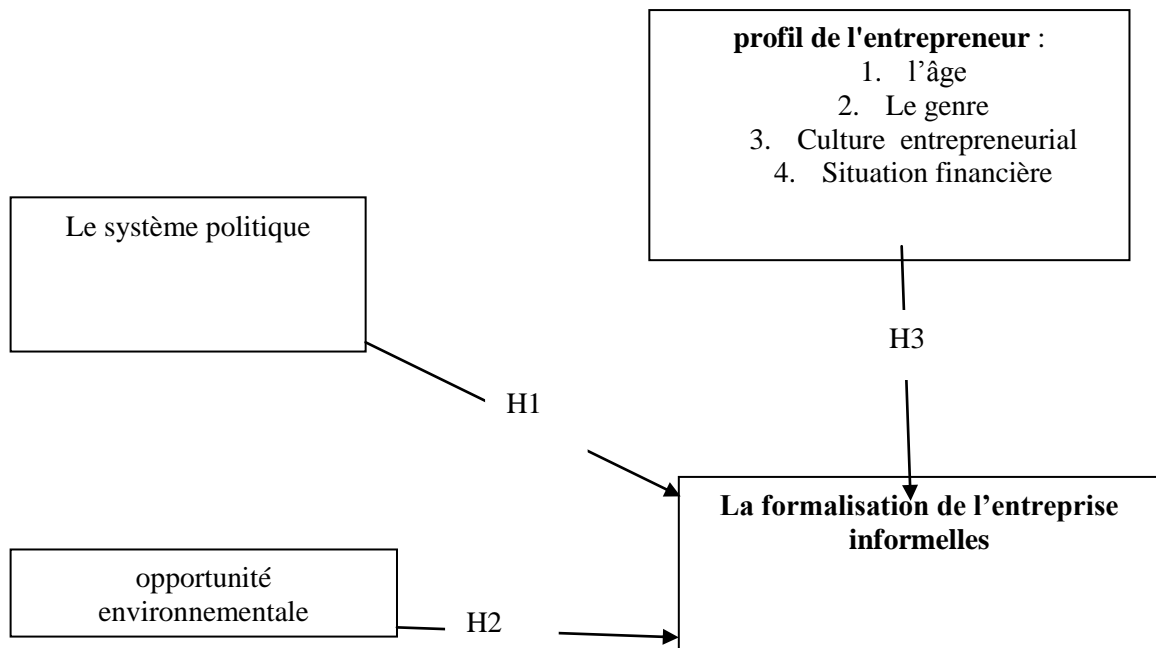 profil de l'entrepreneur :
1. l’âge
2. Le genre
3. Culture entrepreneurial
4. Situation financière
Le système politique
H3
H1
La formalisation de l’entreprise
informelles
opportunité
environnementale
H2